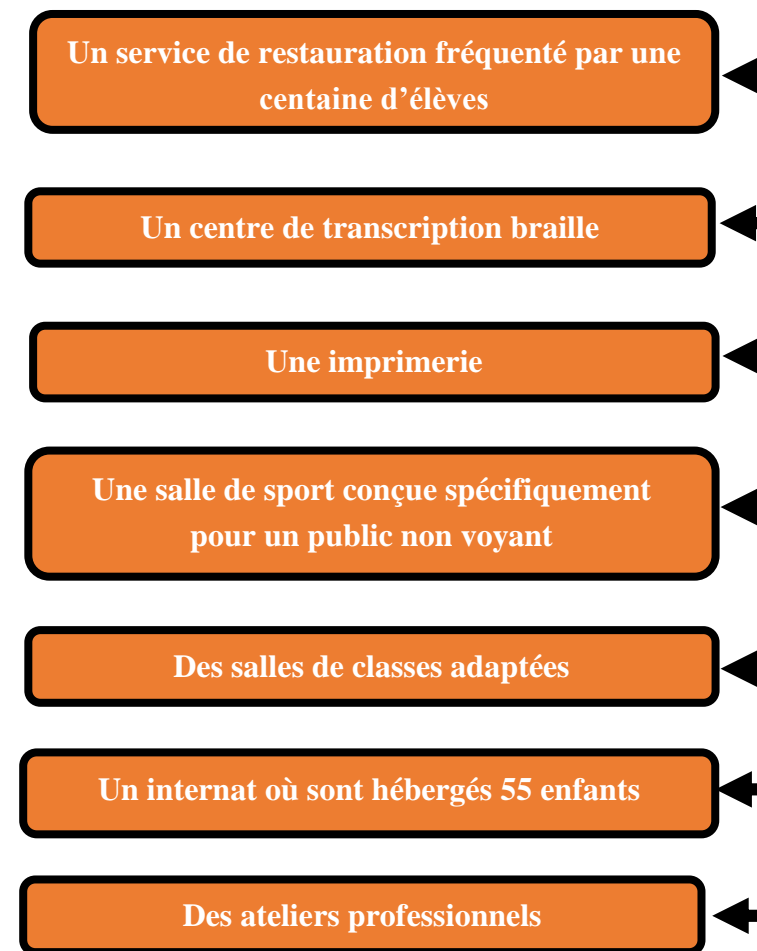 Un service de restauration fréquenté par une
centaine d’élèves
Un centre de transcription braille
Une imprimerie
Une salle de sport conçue spécifiquement
pour un public non voyant
Des salles de classes adaptées
Un internat où sont hébergés 55 enfants
Des ateliers professionnels